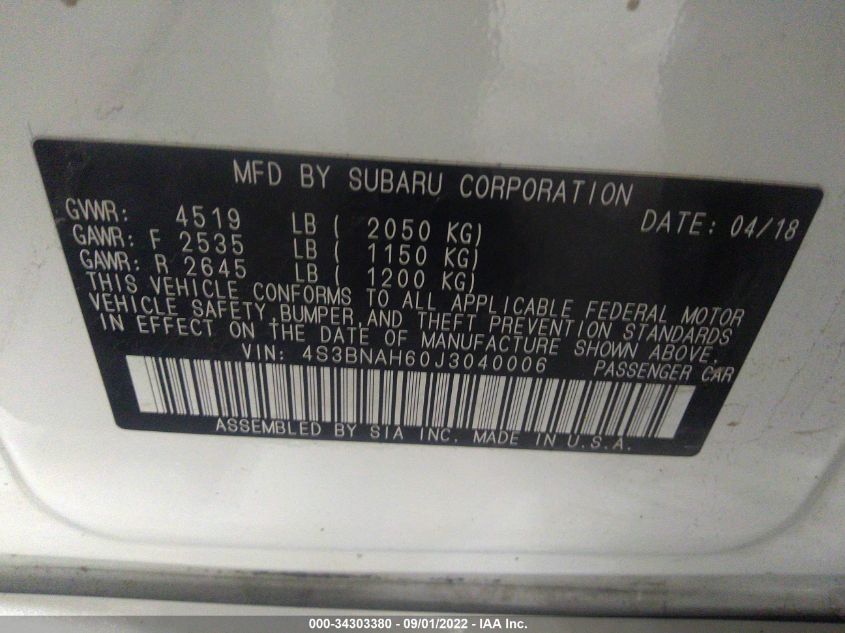 MFD BY SUBARU CORPORATION
GVWR: 4519 LB ( 2050 KG) DATE: 04/18
GAWR: F 2535 LB ( 1150 KG)
GAWR: R 2645 LB ( 1200 KG)
THIS VEHICLE CONFORMS TO ALL APPLICABLE FEDERAL MOTOR
VEHICLE SAFETY, BUMPER, AND THEFT PREVENTION STANDARDS
IN EFFECT ON THE DATE OF MANUFACTURE SHOWN ABOVE.
VIN: 4S3BNAH60J3040006 PASSENGER CAR
ASSEMBLED BY SIA INC. MADE IN U.S.A.
000-34303380 - 09/01/2022 - IAA Inc.